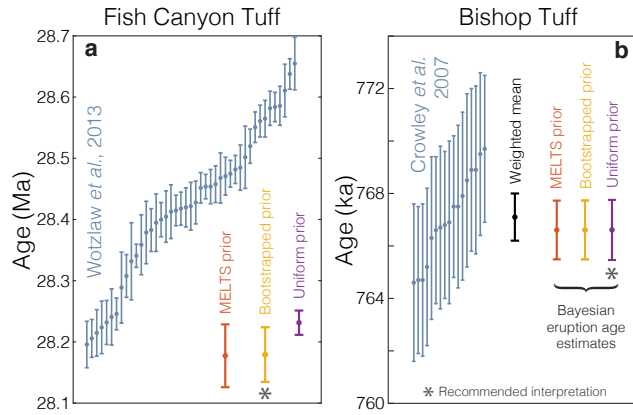 Fish Canyon Tuff
Bishop Tuff
a
b
Age (Ma)
28.7
28.6
28.5
28.4
28.3
28.2
28.1
Wotzlaw et al., 2013
MELTS prior
Bootstrapped prior
Uniform prior
*
Age (ka)
772
768
764
760
Crowley et al.
2007
Weighted mean
MELTS prior
Bootstrapped prior
Uniform prior
*
Bayesian
eruption age
estimates
* Recommended interpretation